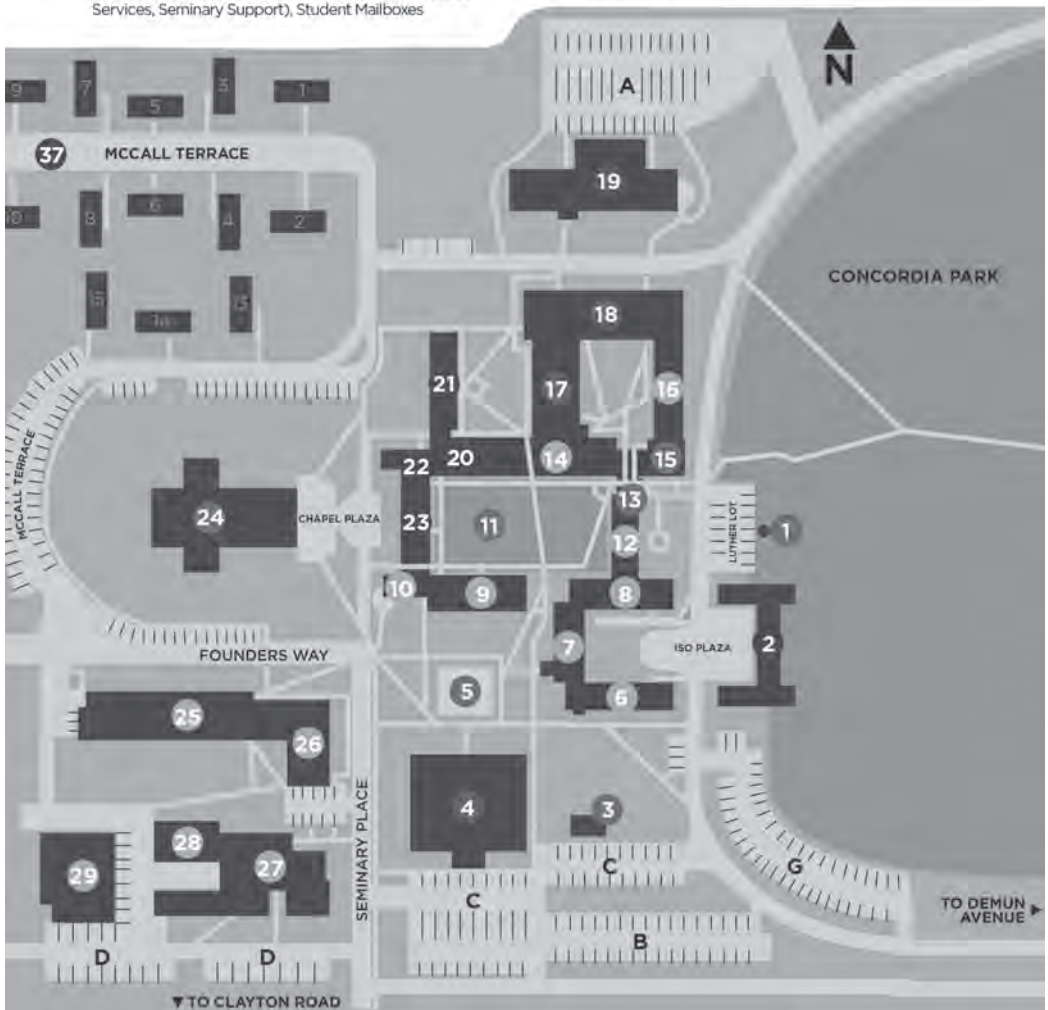 Services, Seminary Support), Student Mailboxes
N
A
9
7
5
3
1
37
MCCALL TERRACE
19
8
6
4
2
CONCORDIA PARK
15
14
13
18
21
17
16
22
20
14
15
MCCALL TERRACE
24
CHAPEL PLAZA
23
11
13
12
LUTHER LOT
1
10
9
8
7
ISO PLAZA
2
FOUNDERS WAY
5
6
25
26
SEMINARY PLACE
4
3
28
27
29
C
C
G
B
TO DEMUN
AVENUE ▶
D
D
▼ TO CLAYTON ROAD